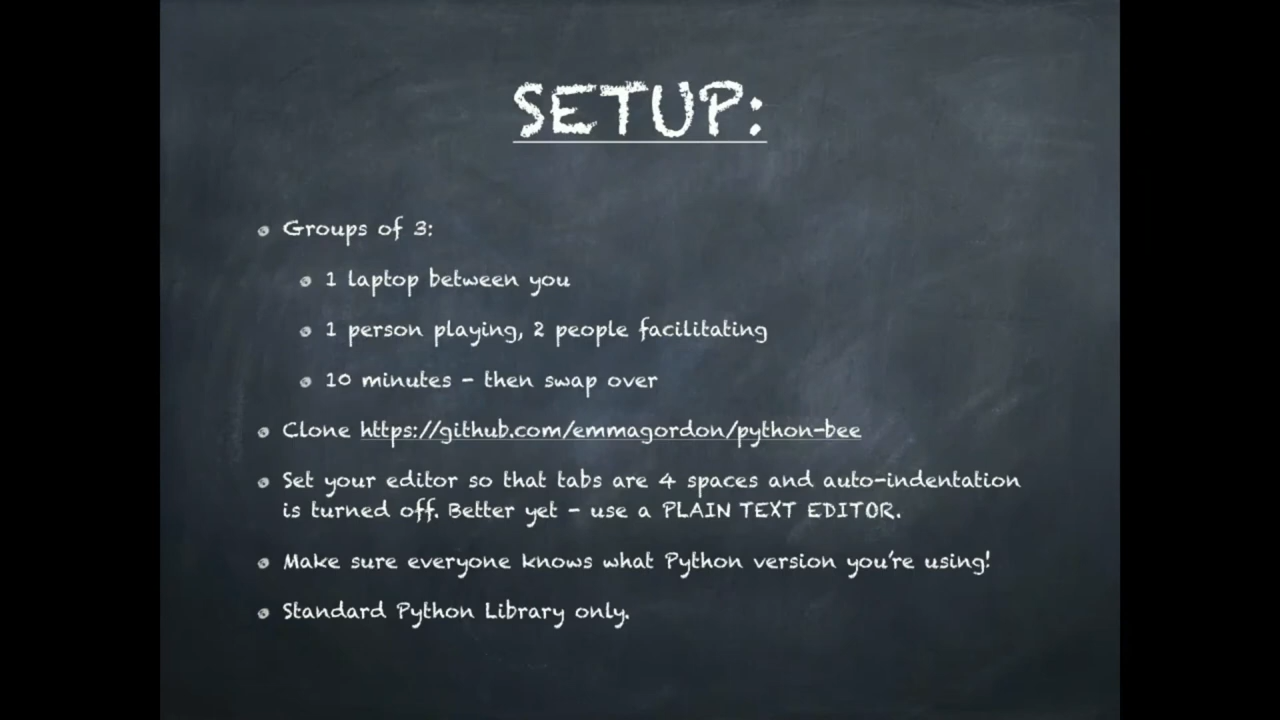 SETUP:
Groups of 3:
1 laptop between you
1 person playing, 2 people facilitating
10 minutes - then swap over
Clone https://github.com/emmagordon/python-bee
Set your editor so that tabs are 4 spaces and auto-indentation
is turned off. Better yet - use a PLAIN TEXT EDITOR.
Make sure everyone knows what Python version you're using!
Standard Python Library only.